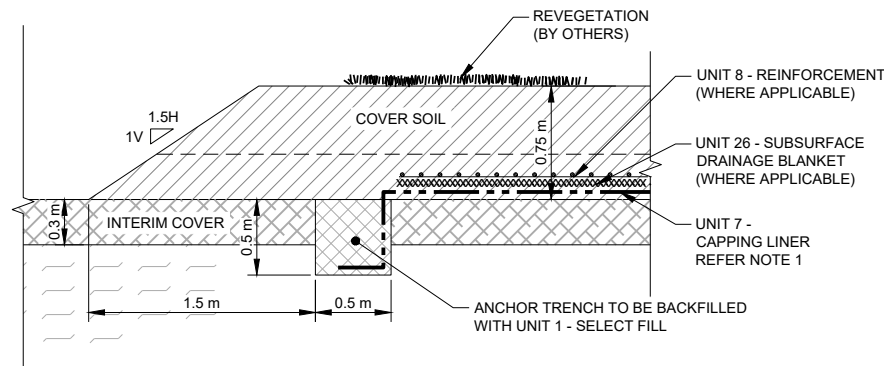 REVEGETATION
(BY OTHERS)
UNIT 8 - REINFORCEMENT
(WHERE APPLICABLE)
1.5H
1V
COVER SOIL
0.75 m
UNIT 26 - SUBSURFACE
DRAINAGE BLANKET
(WHERE APPLICABLE)
INTERIM COVER
0.3 m
0.5 m
UNIT 7 -
CAPPING LINER
REFER NOTE 1
1.5 m
0.5 m
ANCHOR TRENCH TO BE BACKFILLED
WITH UNIT 1 - SELECT FILL